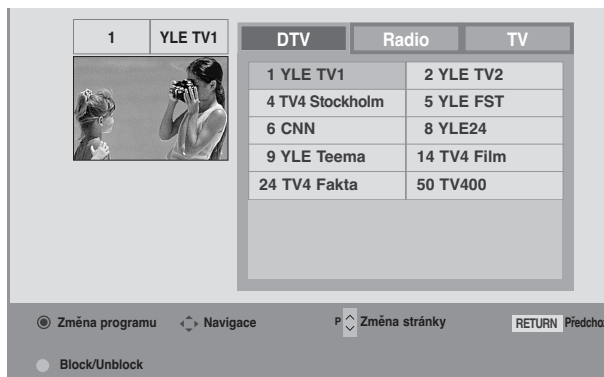 1 YLE TV1
DTV Radio TV
1 YLE TV1 2 YLE TV2
4 TV4 Stockholm 5 YLE FST
6 CNN 8 YLE24
9 YLE Teema 14 TV4 Film
24 TV4 Fakta 50 TV400
Změna programu Navigace P Změna stránky RETURN Předchoz
Block/Unblock